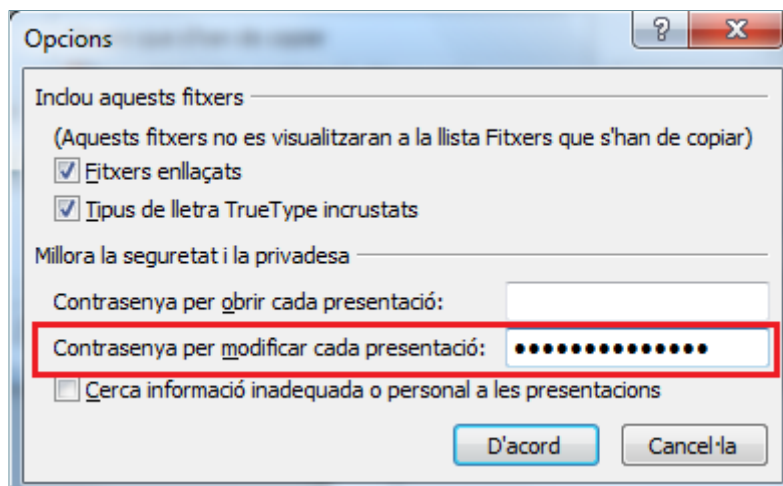 Opcions
Inclou aquests fitxers
(Aquests fitxers no es visualitzaran a la llista Fitxers que s'han de copiar)
Fitxers enllaçats
Tipus de lletra TrueType incrustats
Millora la seguretat i la privadesa
Contrasenya per obrir cada presentació:
Contrasenya per modificar cada presentació: ••••••••••••••
Cerca informació inadequada o personal a les presentacions
D'acord Cancel·la